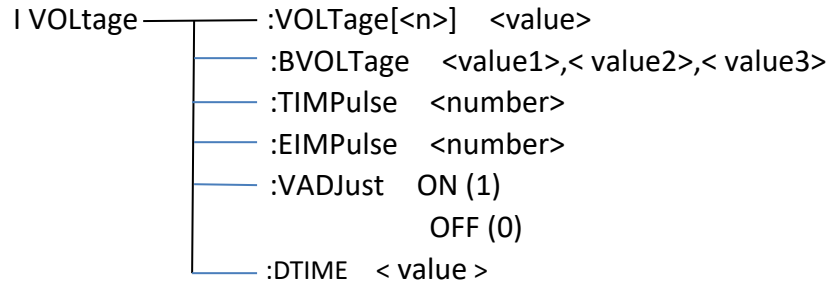 I VOLtage :VOLTage[<n>] <value>
:BVOLTage <value1>,< value2>,< value3>
:TIMPulse <number>
:EIMPulse <number>
:VADJust ON (1)
OFF (0)
:DTIME < value >